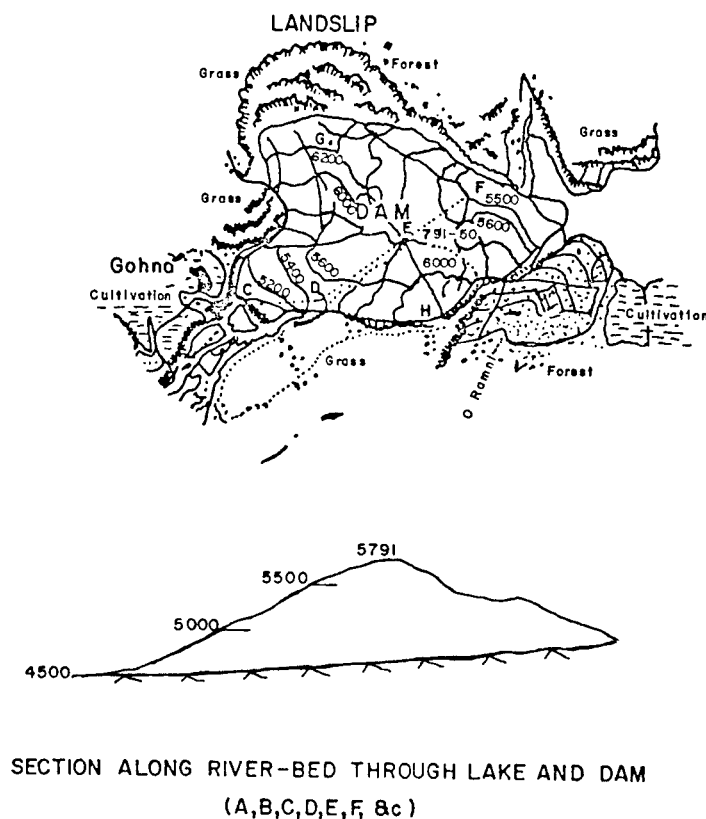 LANDSLIP
Grass
Forest
Grass
G.
6200
F
5500
Grass
6000
DAM
E
791-50
5600
Gohna
5400
5600
6000
Cultivation
5200
C
D
H
Cultivation
Grass
O Ramni
Forest
5791
5500
5000
4500
SECTION ALONG RIVER-BED THROUGH LAKE AND DAM
(A,B,C,D,E,F, &c)